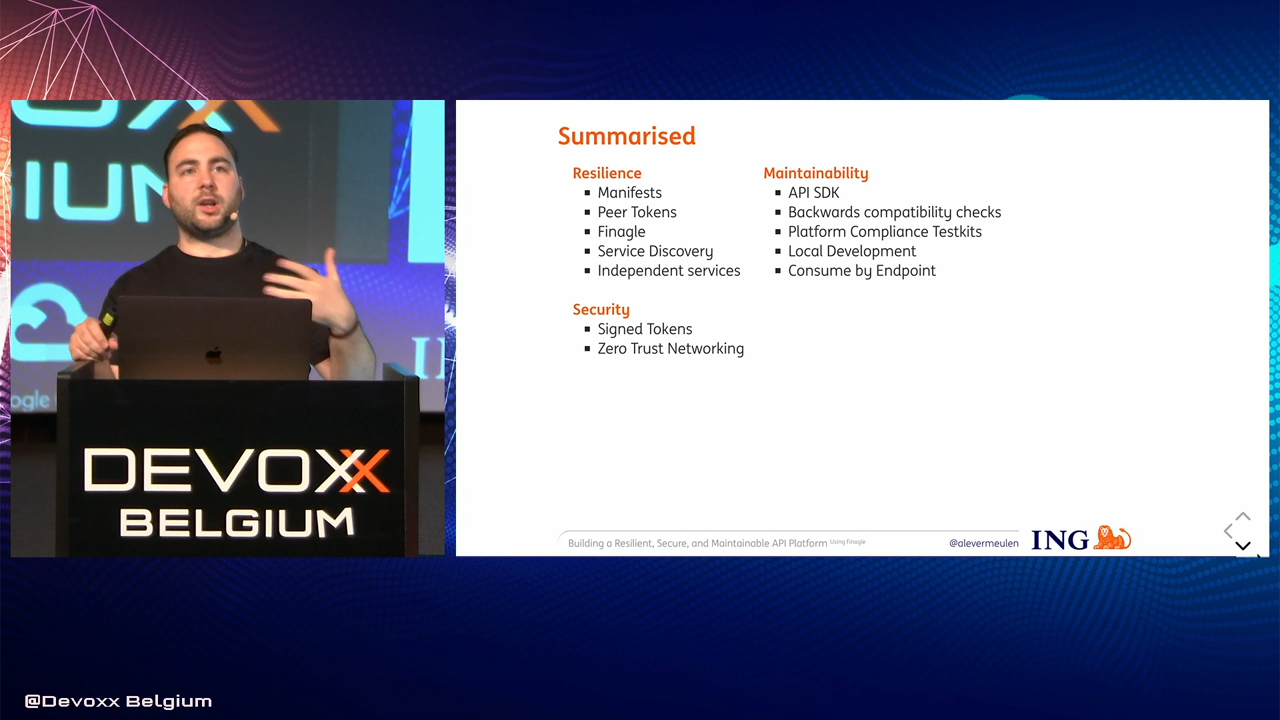 DEVOXX
BELGIUM
Summarised
Resilience
Manifests
Peer Tokens
Finagle
Service Discovery
Independent services
Maintainability
API SDK
Backwards compatibility checks
Platform Compliance Testkits
Local Development
Consume by Endpoint
Security
Signed Tokens
Zero Trust Networking
Building a Resilient, Secure, and Maintainable API Platform Using Finagle
@alevermeulen
ING
@Devoxx Belgium